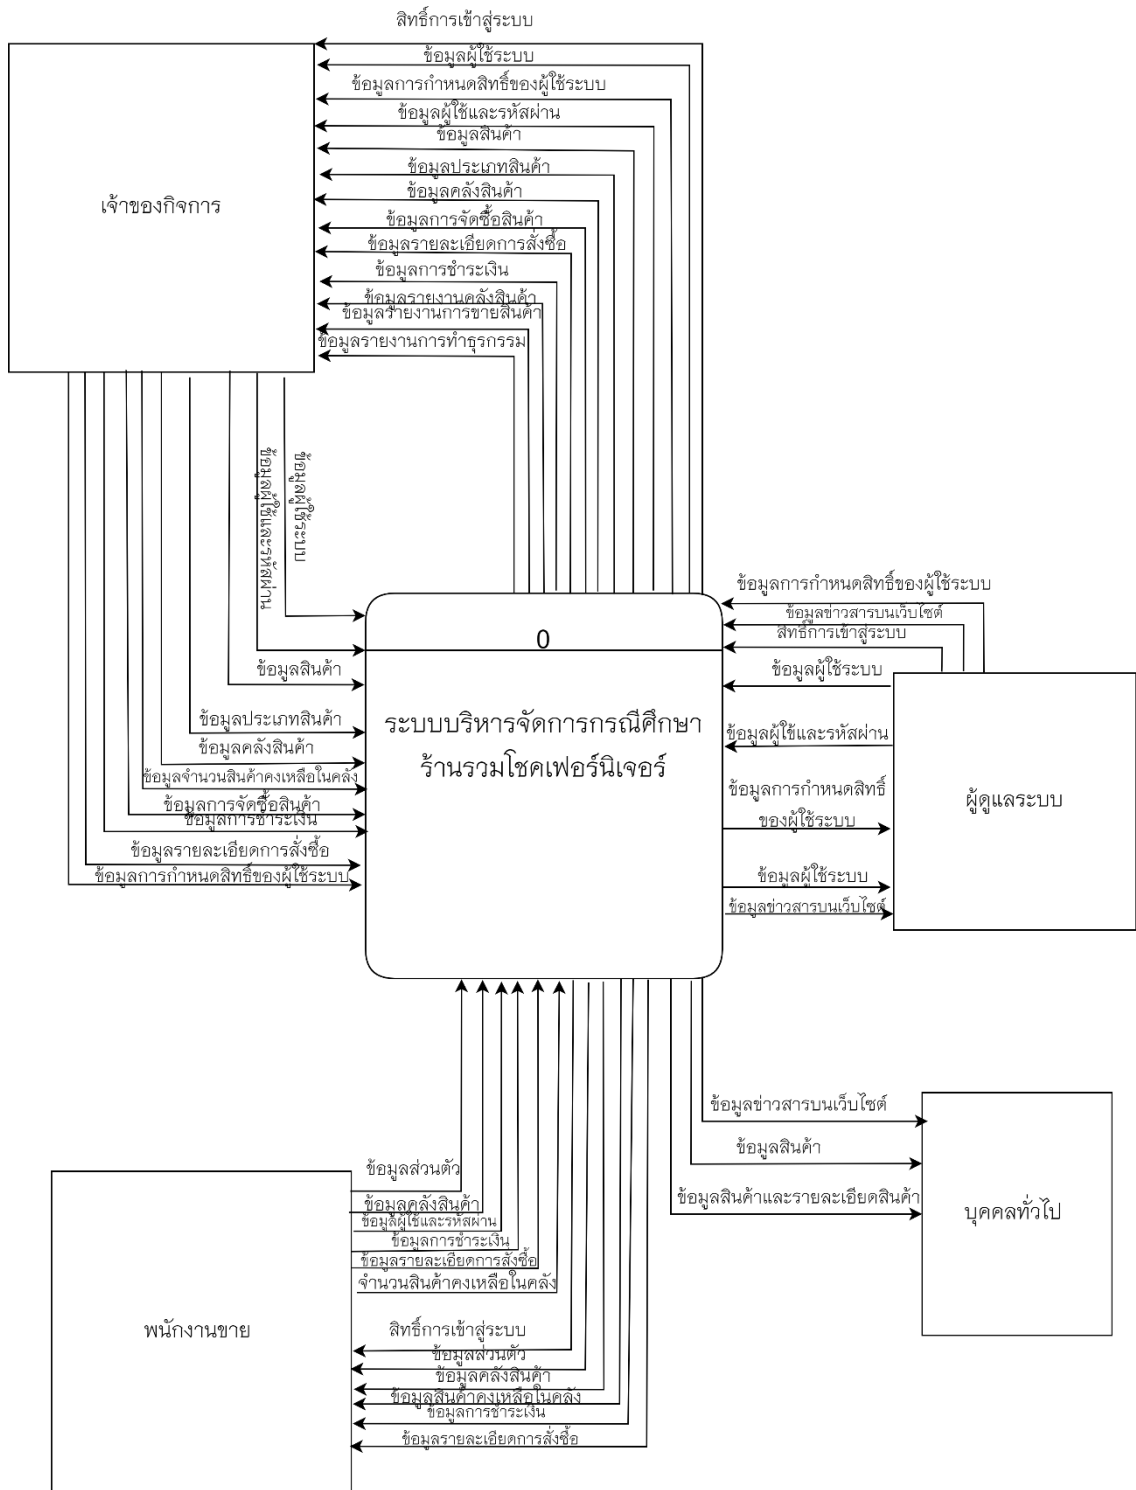 สิทธิ์การเข้าสู่ระบบ
ข้อมูลผู้ใช้ระบบ
ข้อมูลการกำหนดสิทธิ์ของผู้ใช้ระบบ
ข้อมูลผู้ใช้และรหัสผ่าน
ข้อมูลสินค้า
ข้อมูลประเภทสินค้า
ข้อมูลคลังสินค้า
ข้อมูลการจัดซื้อสินค้า
ข้อมูลรายละเอียดการสั่งซื้อ
ข้อมูลการชำระเงิน
ข้อมูลรายงานคลังสินค้า
ข้อมูลรายงานการขายสินค้า
ข้อมูลรายงานการทำธุรกรรม
เจ้าของกิจการ
ข้อมูลผู้ใช้ระบบ
ข้อมูลผู้ใช้และรหัสผ่าน
ข้อมูลสินค้า
ข้อมูลประเภทสินค้า
ข้อมูลคลังสินค้า
ข้อมูลจำนวนสินค้าคงเหลือในคลัง
ข้อมูลการจัดซื้อสินค้า
ข้อมูลการชำระเงิน
ข้อมูลรายละเอียดการสั่งซื้อ
ข้อมูลการกำหนดสิทธิ์ของผู้ใช้ระบบ
0
ระบบบริหารจัดการกรณีศึกษา
ร้านรวมโชคเฟอร์นิเจอร์
ข้อมูลการกำหนดสิทธิ์ของผู้ใช้ระบบ
ข้อมูลข่าวสารบนเว็บไซต์
สิทธิ์การเข้าสู่ระบบ
ข้อมูลผู้ใช้ระบบ
ข้อมูลผู้ใข้และรหัสผ่าน
ข้อมูลการกำหนดสิทธิ์
ของผู้ใช้ระบบ
ข้อมูลผู้ใช้ระบบ
ข้อมูลข่าวสารบนเว็บไซต์
ผู้ดูแลระบบ
ข้อมูลข่าวสารบนเว็บไซต์
ข้อมูลสินค้า
ข้อมูลสินค้าและรายละเอียดสินค้า
บุคคลทั่วไป
ข้อมูลส่วนตัว
ข้อมูลคลังสินค้า
ข้อมูลผู้ใช้และรหัสผ่าน
ข้อมูลการชำระเงิน
ข้อมูลรายละเอียดการสั่งซื้อ
จำนวนสินค้าคงเหลือในคลัง
พนักงานขาย
สิทธิ์การเข้าสู่ระบบ
ข้อมูลส่วนตัว
ข้อมูลคลังสินค้า
ข้อมูลสินค้าคงเหลือในคลัง
ข้อมูลการชำระเงิน
ข้อมูลรายละเอียดการสั่งซื้อ